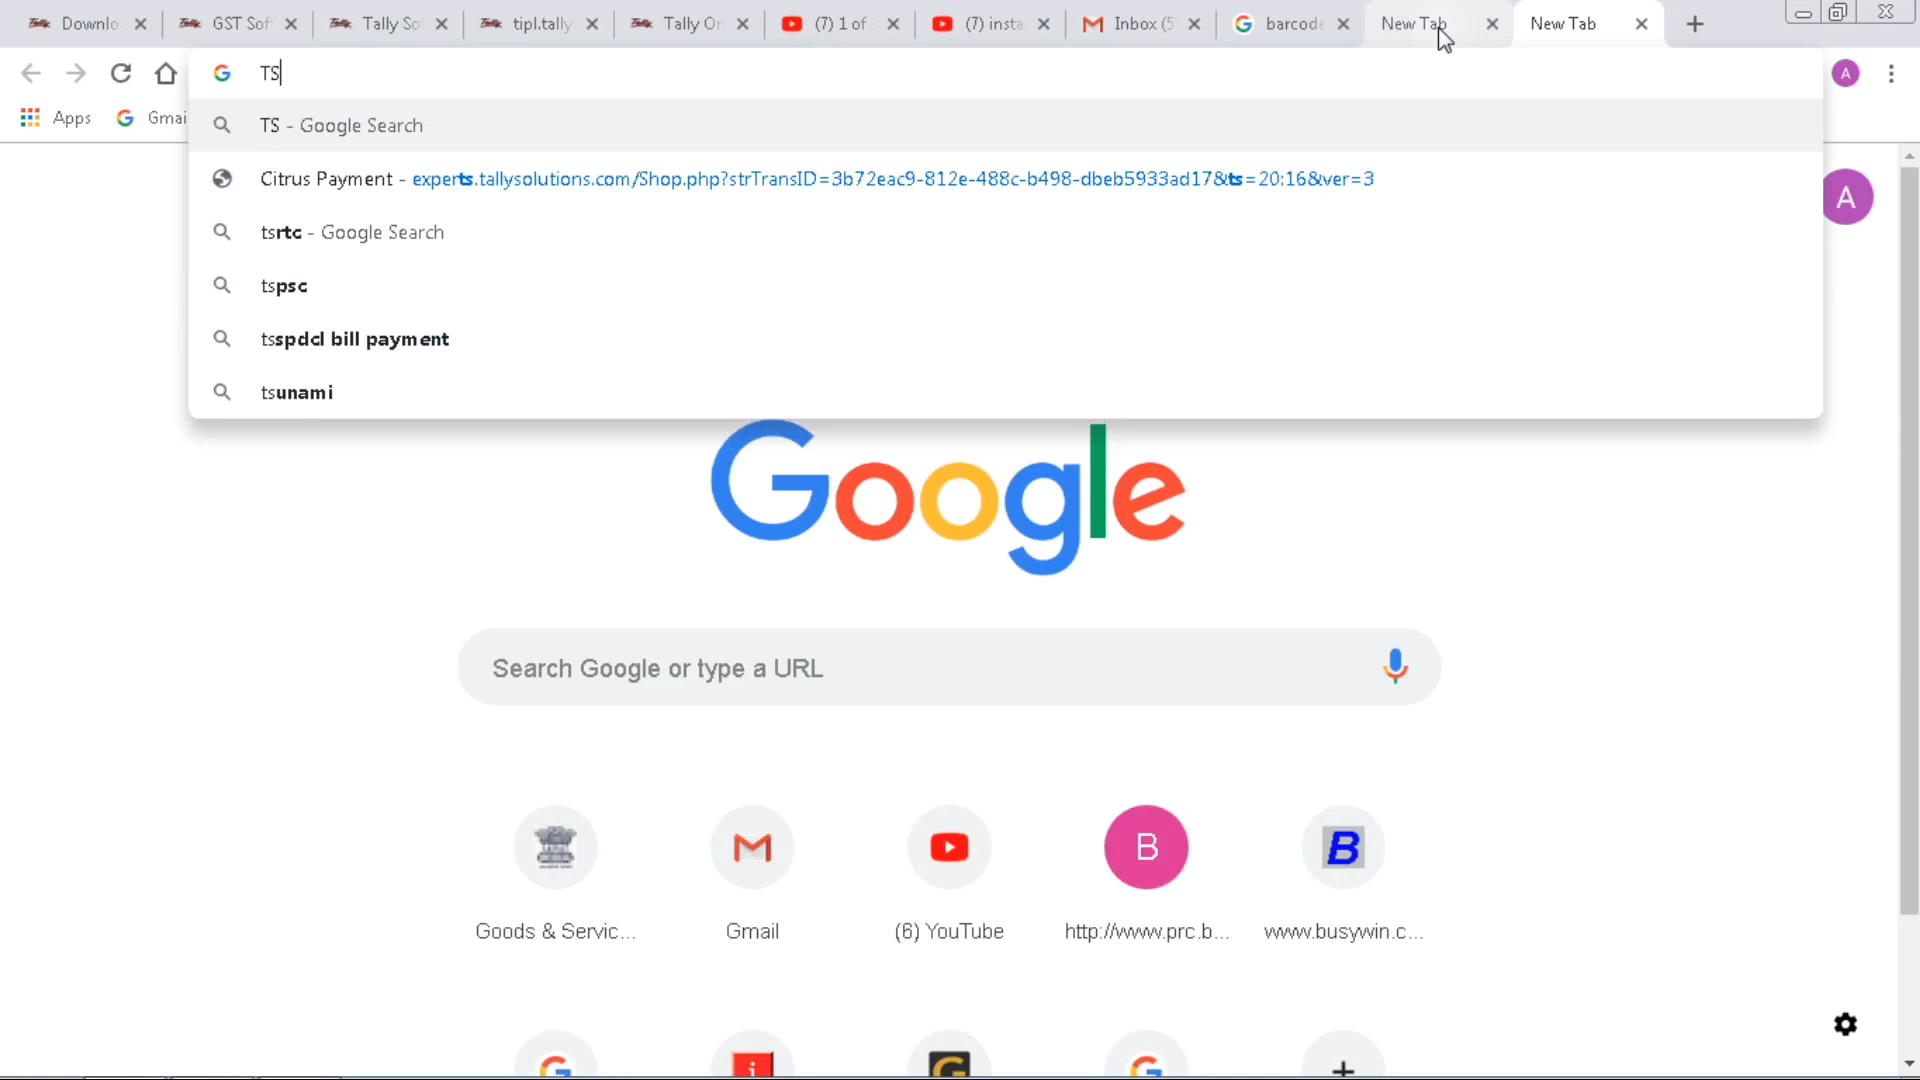 Downlo
GST Sof
Tally So
tipl.tally
Tally On
(7) 1 of
(7) insta
Inbox (5
barcode
New Tab
New Tab
TS
A
Apps
Gmai
TS - Google Search
Citrus Payment - experts.tallysolutions.com/Shop.php?strTransID=3b72eac9-812e-488c-b498-dbeb5933ad17&ts=20:16&ver=3
A
tsrtc - Google Search
tspsc
tsspdcl bill payment
tsunami
Google
Search Google or type a URL
B
B
Goods & Servic...
Gmail
(6) YouTube
http://www.prc.b...
www.busywin.c...